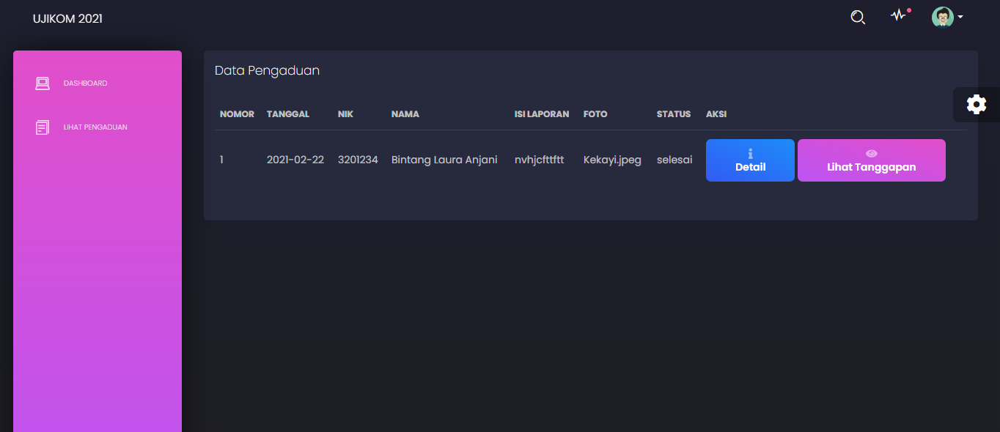 UJIKOM 2021
DASHBOARD
LIHAT PENGADUAN
Data Pengaduan
NOMOR TANGGAL NIK NAMA ISI LAPORAN FOTO STATUS AKSI
1 2021-02-22 3201234 Bintang Laura Anjani nvhjcfttftt Kekayi.jpeg selesai
Detail
Lihat Tanggapan